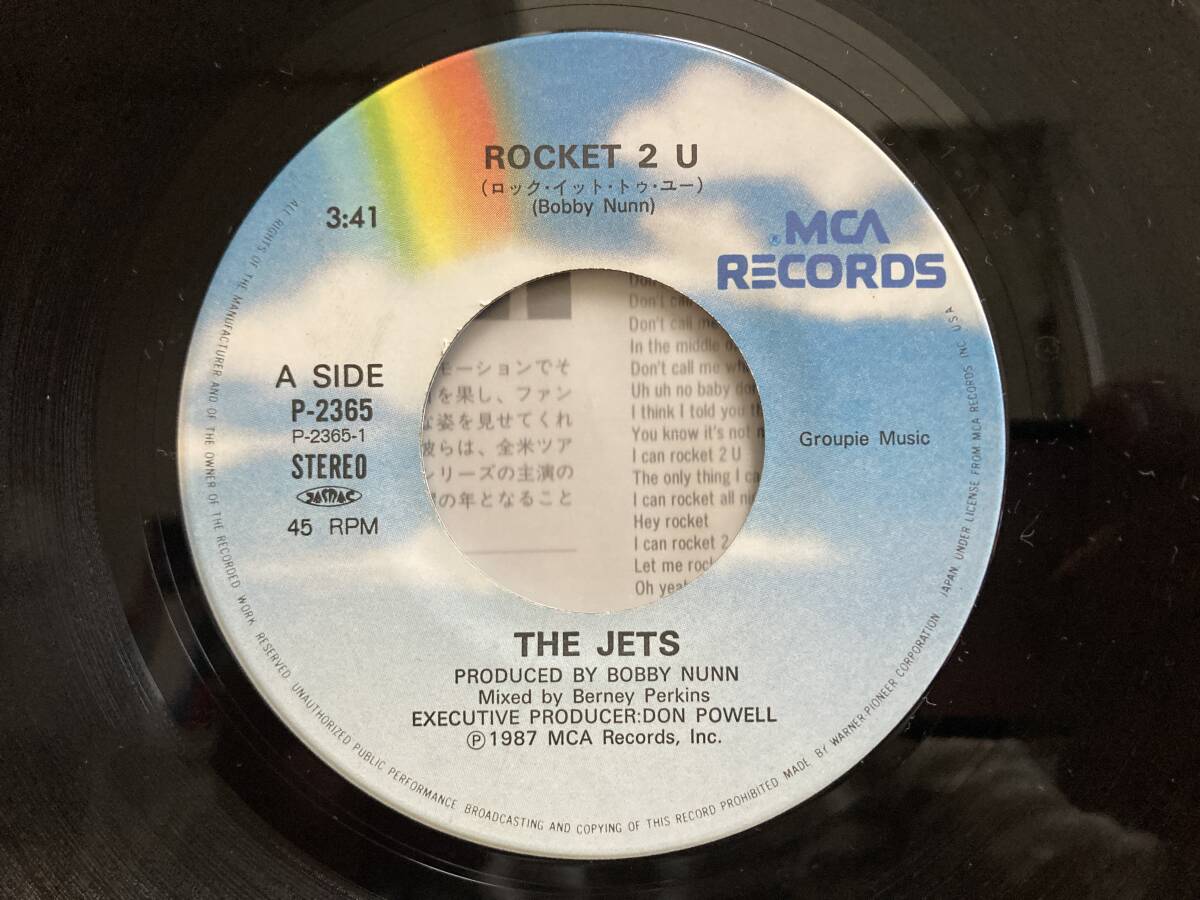 ROCKET 2 U
(ロック・イット・トゥ・ユー)
(Bobby Nunn)
3:41
® MCA
RECORDS
A SIDE
P-2365
P-2365-1
STEREO
JASRAC
45 RPM
Groupie Music
モーションでそ
を果し、ファン
な姿を見せてくれ
彼らは、全米ツア
シリーズの主演の
の年となること
Don't
Don't call me
In the middle
Don't call me
Uh uh no baby
I think I told you
You know it's not
I can rocket 2 U
The only thing I
I can rocket all
Hey rocket
I can rocket 2
Let me
Oh
THE JETS
PRODUCED BY BOBBY NUNN
Mixed by Berney Perkins
EXECUTIVE PRODUCER:DON POWELL
Ⓟ1987 MCA Records, Inc.
ALL RIGHTS OF THE MANUFACTURER AND OF THE OWNER OF THE RECORDED WORK RESERVED UNAUTHORIZED PUBLIC PERFORMANCE BROADCASTING AND COPYING OF THIS RECORD PROHIBITED MADE BY WARNER-PIONEER CORPORATION JAPAN UNDER LICENSE FROM MCA RECORDS INC USA